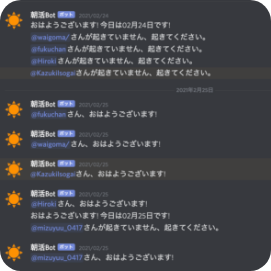 朝活Bot ボット 2021/02/24
おはようございます! 今日は02月24日です!
@waigoma/ さんが起きていません、起きてください。
@fukuchan さんが起きていません、起きてください。
@Hiroki さんが起きていません、起きてください。
@KazukiIsogai さんが起きていません、起きてください。
2021年2月25日
朝活Bot ボット 2021/02/25
@fukuchan さん、おはようございます!
朝活Bot ボット 2021/02/25
@waigoma/ さん、おはようございます!
朝活Bot ボット 2021/02/25
@KazukiIsogai さん、おはようございます!
朝活Bot ボット 2021/02/25
@Hiroki さん、おはようございます!
おはようございます! 今日は02月25日です!
@mizuyuu_0417 さんが起きていません、起きてください。
朝活Bot ボット 2021/02/25
@mizuyuu_0417 さん、おはようございます!